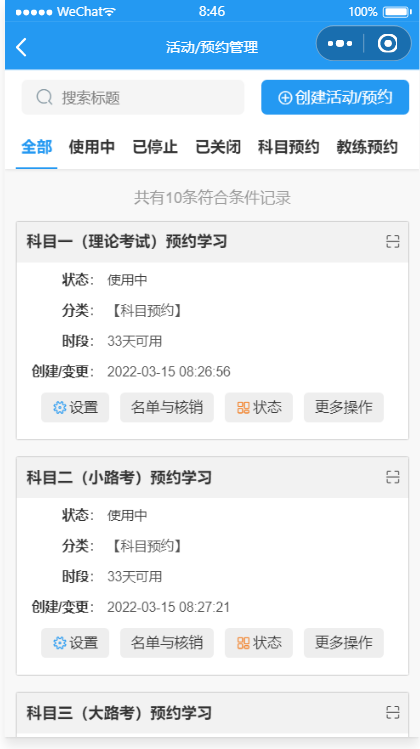 WeChat 8:46 100%
活动/预约管理
搜索标题 创建活动/预约
全部 使用中 已停止 已关闭 科目预约 教练预约
共有10条符合条件记录
科目一（理论考试）预约学习
状态： 使用中
分类： 【科目预约】
时段： 33天可用
创建/变更： 2022-03-15 08:26:56
设置 名单与核销 状态 更多操作
科目二（小路考）预约学习
状态： 使用中
分类： 【科目预约】
时段： 33天可用
创建/变更： 2022-03-15 08:27:21
设置 名单与核销 状态 更多操作
科目三（大路考）预约学习